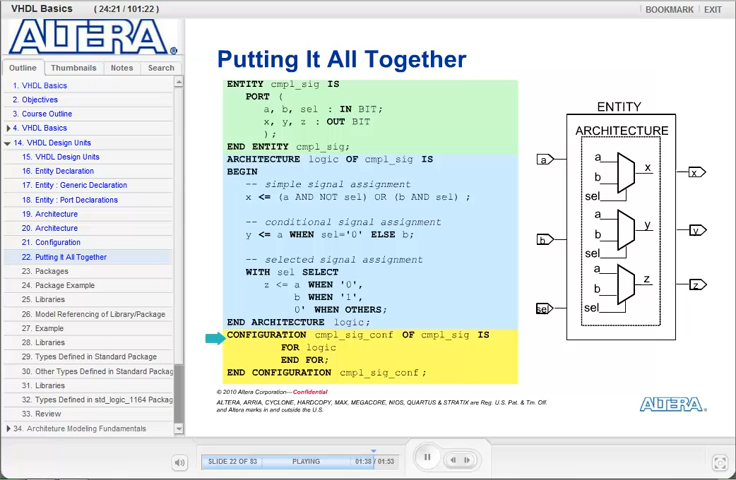 VHDL Basics ( 24:21 / 101:22 )
BOOKMARK EXIT
ALTERA®
Outline Thumbnails Notes Search
1. VHDL Basics
2. Objectives
3. Course Outline
4. VHDL Basics
14. VHDL Design Units
15. VHDL Design Units
16. Entity Declaration
17. Entity : Generic Declaration
18. Entity : Port Declarations
19. Architecture
20. Architecture
21. Configuration
22. Putting It All Together
23. Packages
24. Package Example
25. Libraries
26. Model Referencing of Library/Package
27. Example
28. Libraries
29. Types Defined in Standard Package
30. Other Types Defined in Standard Packag
31. Libraries
32. Types Defined in std_logic_1164 Packag
33. Review
34. Architeture Modeling Fundamentals
Putting It All Together
ENTITY cmpl_sig IS
PORT (
a, b, sel : IN BIT;
x, y, z : OUT BIT
);
END ENTITY cmpl_sig;
ARCHITECTURE logic OF cmpl_sig IS
BEGIN
-- simple signal assignment
x <= (a AND NOT sel) OR (b AND sel) ;
-- conditional signal assignment
y <= a WHEN sel='0' ELSE b;
-- selected signal assignment
WITH sel SELECT
z <= a WHEN '0',
b WHEN '1',
0' WHEN OTHERS;
END ARCHITECTURE logic;
CONFIGURATION cmpl_sig_conf OF cmpl_sig IS
FOR logic
END FOR;
END CONFIGURATION cmpl_sig_conf;
ENTITY
ARCHITECTURE
a
b
sel
a
b
sel
x
a
b
sel
y
a
b
sel
z
x
y
z
© 2010 Altera Corporation—Confidential
ALTERA, ARRIA, CYCLONE, HARDCOPY, MAX, MEGACORE, NIOS, QUARTUS & STRATIX are Reg. U.S. Pat. & Tm. Off.
and Altera marks in and outside the U.S.
ALTERA®
SLIDE 22 OF 83 PLAYING 01:38 / 01:53